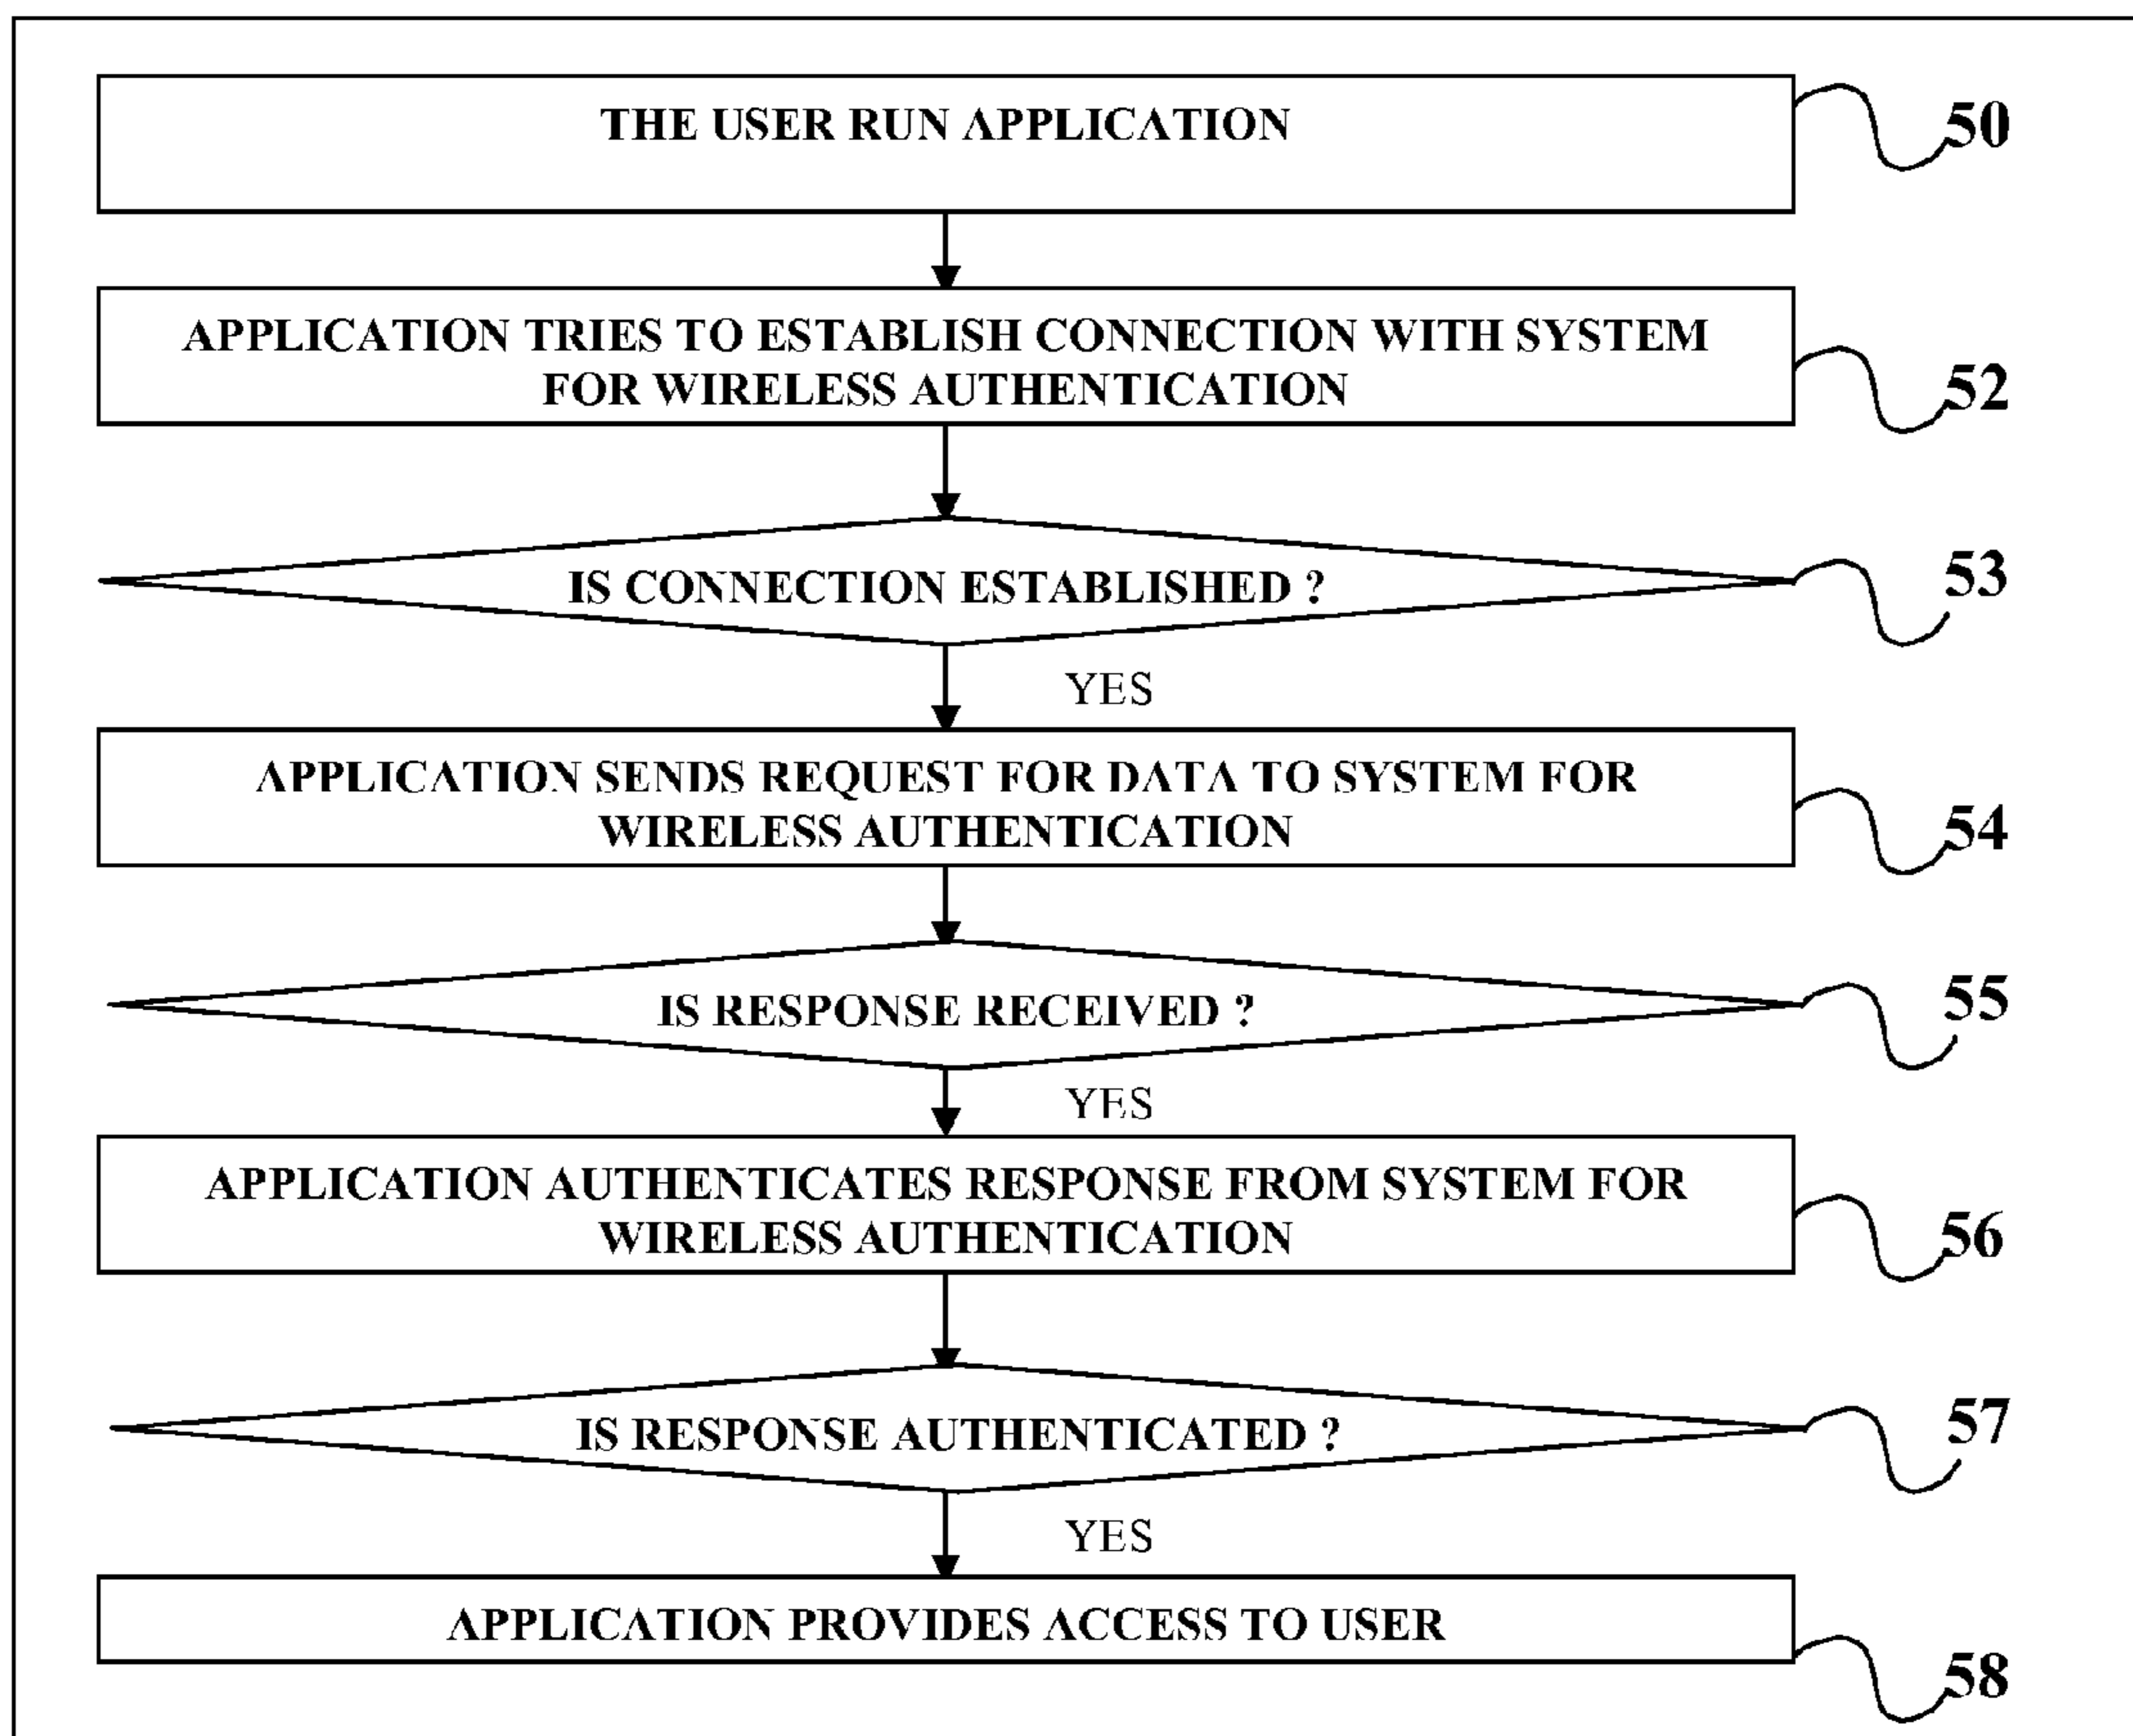 THE USER RUN APPLICATION
50
APPLICATION TRIES TO ESTABLISH CONNECTION WITH SYSTEM
FOR WIRELESS AUTHENTICATION
52
IS CONNECTION ESTABLISHED ?
53
YES
APPLICATION SENDS REQUEST FOR DATA TO SYSTEM FOR
WIRELESS AUTHENTICATION
54
IS RESPONSE RECEIVED ?
55
YES
APPLICATION AUTHENTICATES RESPONSE FROM SYSTEM FOR
WIRELESS AUTHENTICATION
56
IS RESPONSE AUTHENTICATED ?
57
YES
APPLICATION PROVIDES ACCESS TO USER
58